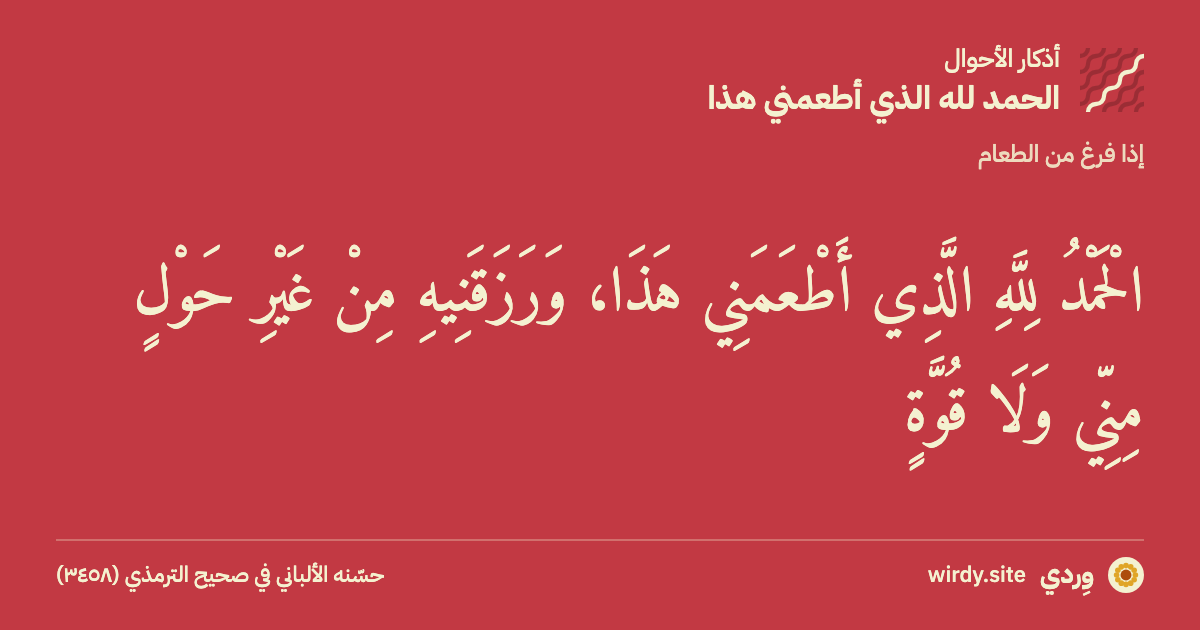 أذكار الأحوال
الحمد لله الذي أطعمني هذا
إذا فرغ من الطعام
الْحَمْدُ لِلَّهِ الَّذِي أَطْعَمَنِي هَذَا، وَرَزَقَنِيهِ مِنْ غَيْرِ حَوْلٍ
مِنِّي وَلَا قُوَّةٍ
وِردي wirdy.site
حسّنه الألباني في صحيح الترمذي (٣٤٥٨)